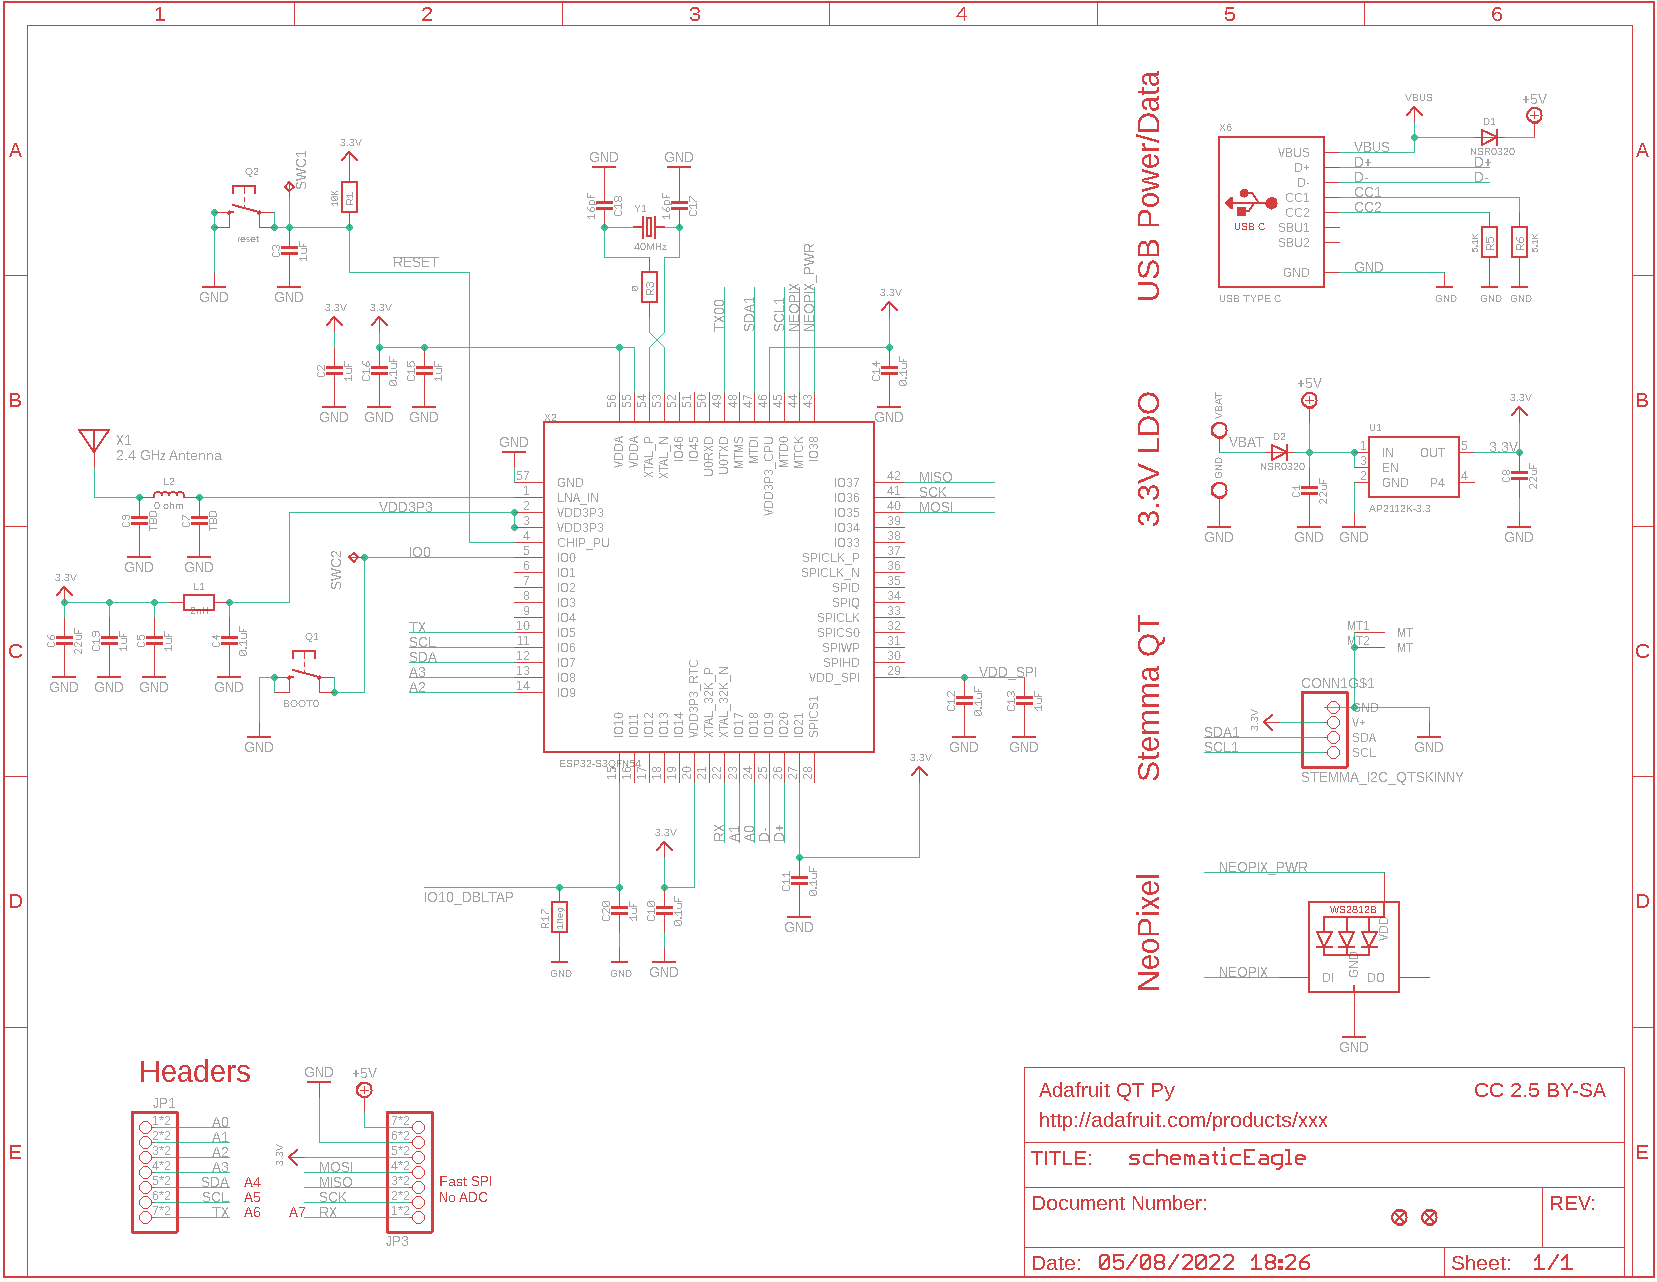 1 2 3 4 5 6
A A
B B
C C
D D
E E
USB Power/Data
X6
VBUS
D+
D-
CC1
CC2
SBU1
SBU2
GND
USB C
USB TYPE C
VBUS
D+
D-
CC1
CC2
GND
VBUS
D1
NSR0320
+5V
D+
D-
5.1K
R5
R6
5.1K
GND
GND
GND
3.3V LDO
VBAT
VBAT
GND
GND
D2
NSR0320
+5V
C1
22uF
GND
U1
IN
EN
GND
OUT
P4
1
3
2
5
4
AP2112K-3.3
GND
3.3V
3.3V
C8
22uF
GND
Stemma QT
MT1
MT2
MT
MT
CONN1G$1
GND
V+
SDA
SCL
3.3V
SDA1
SCL1
GND
STEMMA_I2C_QTSKINNY
NeoPixel
NEOPIX_PWR
WS2812B
VDD
GND
DI
DO
NEOPIX
GND
Q2
reset
SWC1
3.3V
10K
R1
C3
1uF
GND
GND
RESET
GND
GND
16pF
C18
Y1
16pF
C17
40MHz
0
R3
3.3V
3.3V
C2
1uF
C16
0.1uF
C15
1uF
GND
GND
GND
TX00
SDA1
SCL1
NEOPIX
NEOPIX_PWR
3.3V
C14
0.1uF
GND
X1
2.4 GHz Antenna
L2
0 ohm
C9
TBD
C7
TBD
GND
GND
GND
VDD3P3
IO0
SWC2
3.3V
L1
2nH
C6
22uF
C19
1uF
C5
1uF
C4
0.1uF
GND
GND
GND
GND
Q1
BOOT0
GND
TX
SCL
SDA
A3
A2
X2
56 55 54 53 52 51 50 49 48 47 46 45 44 43
VDDA
VDDA
XTAL_P
XTAL_N
IO46
IO45
U0RXD
U0TXD
MTMS
MTDI
VDD3P3_CPU
MTDO
MTCK
IO38
57 GND
1 LNA_IN
2 VDD3P3
3 VDD3P3
4 CHIP_PU
5 IO0
6 IO1
7 IO2
8 IO3
9 IO4
10 IO5
11 IO6
12 IO7
13 IO8
14 IO9
IO37 42 MISO
IO36 41 SCK
IO35 40 MOSI
IO34 39
IO33 38
SPICLK_P 37
SPICLK_N 36
SPID 35
SPIQ 34
SPICLK 33
SPICS0 32
SPIWP 31
SPIHD 30
VDD_SPI 29
VDD_SPI
C12
0.1uF
C13
1uF
GND
GND
IO10
IO11
IO12
IO13
IO14
VDD3P3_RTC
XTAL_32K_P
XTAL_32K_N
IO17
IO18
IO19
IO20
IO21
SPICS1
ESP32-S3QFN54
15 16 17 18 19 20 21 22 23 24 25 26 27 28
RX
A1
A0
D-
D+
3.3V
C11
0.1uF
GND
IO10_DBLTAP
R17
1Meg
C20
1uF
3.3V
C10
0.1uF
GND
GND
GND
Headers
JP1
1*2 A0
2*2 A1
3*2 A2
4*2 A3
5*2 SDA A4
6*2 SCL A5
7*2 TX A6
GND
+5V
3.3V
7*2
6*2
5*2
MOSI 4*2
MISO 3*2
SCK 2*2
A7 RX 1*2
JP3
Fast SPI
No ADC
Adafruit QT Py CC 2.5 BY-SA
http://adafruit.com/products/xxx
TITLE: schematicEagle
Document Number:
REV:
Date: 05/08/2022 18:26
Sheet: 1/1